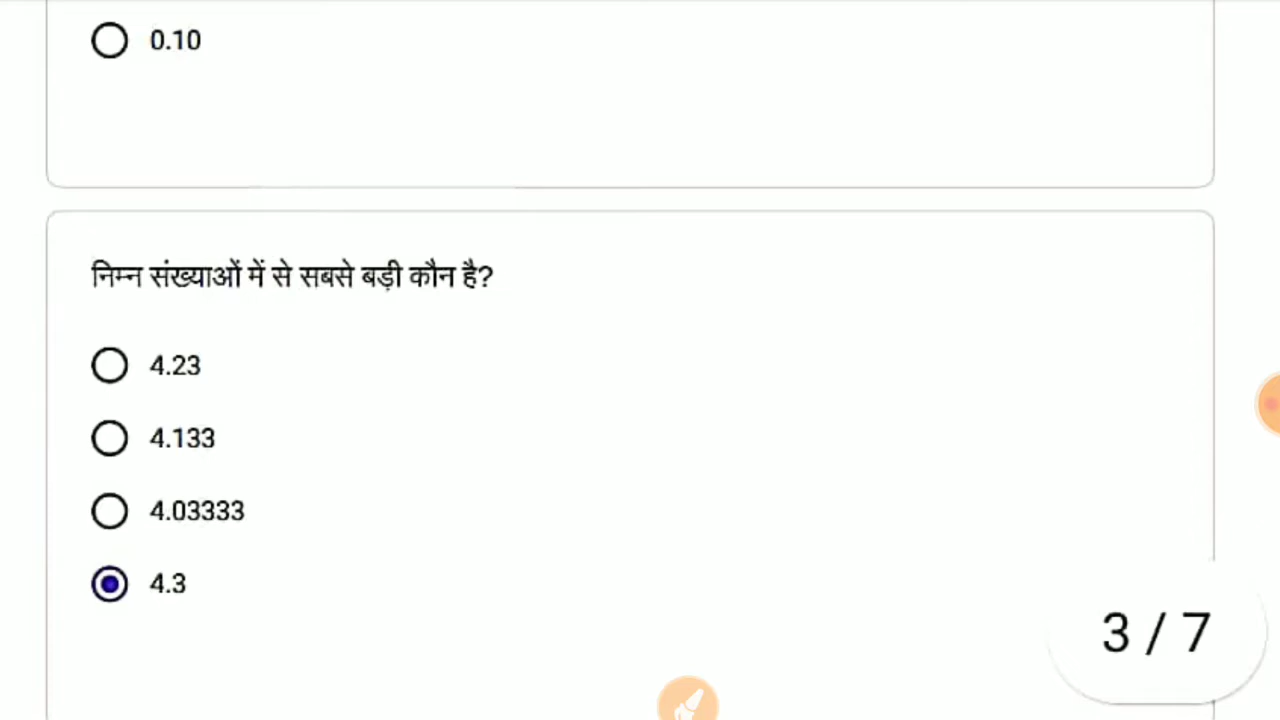 0.10
निम्न संख्याओं में से सबसे बड़ी कौन है?
4.23
4.133
4.03333
4.3
3 / 7